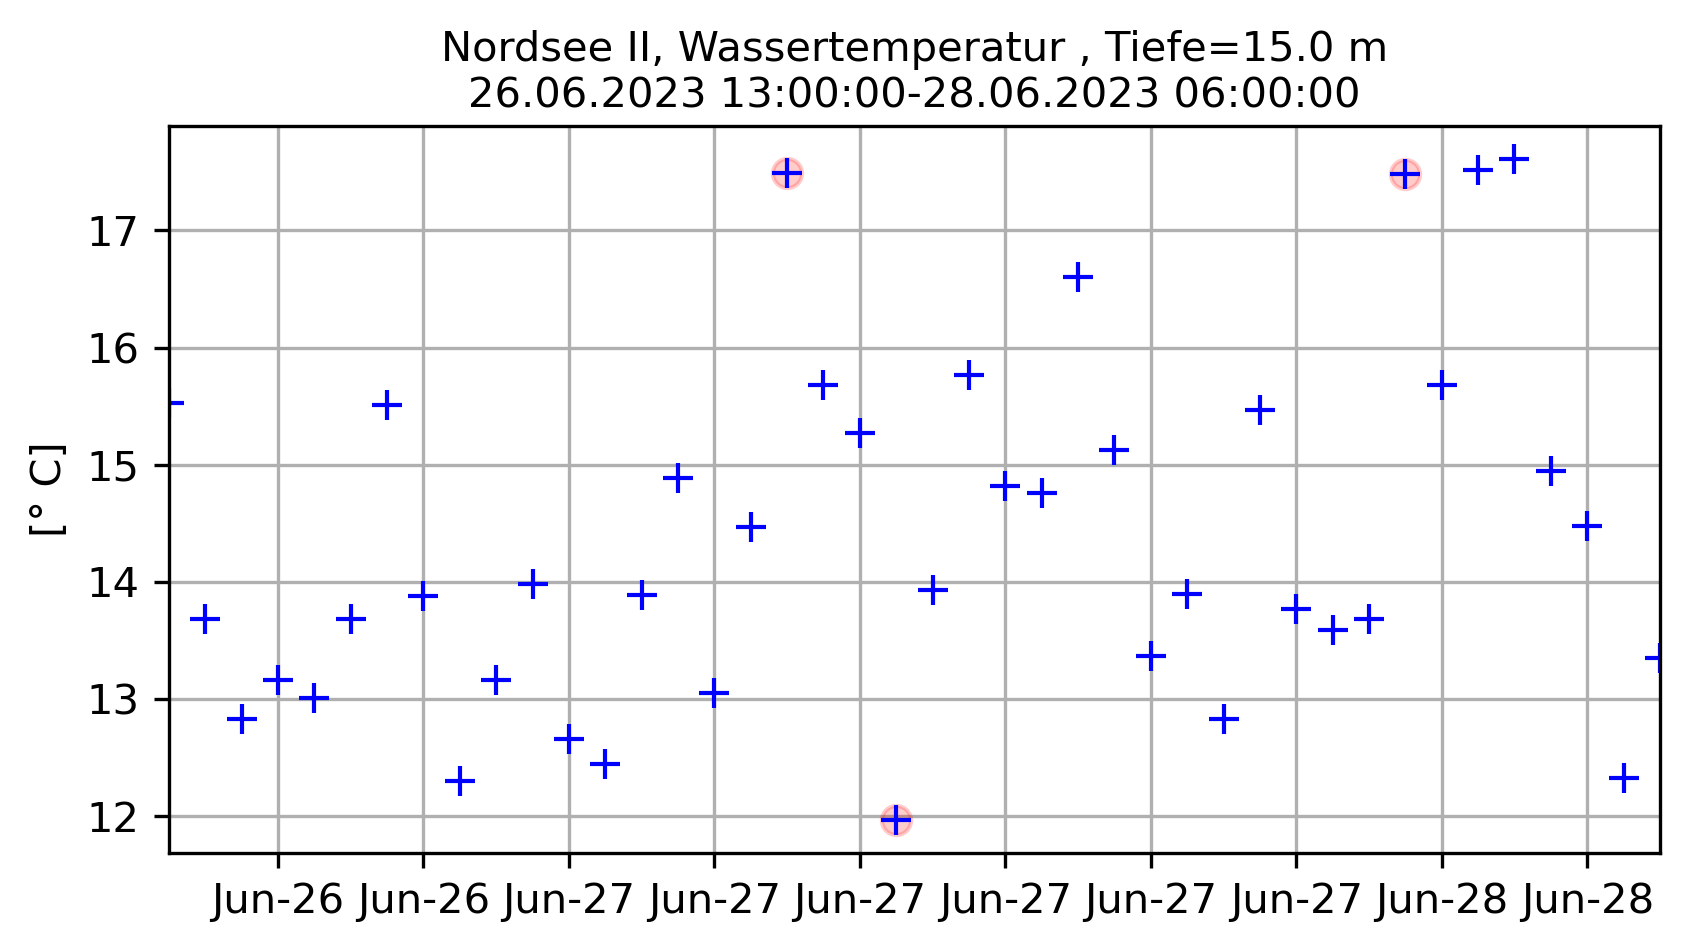 Nordsee II, Wassertemperatur , Tiefe=15.0 m
26.06.2023 13:00:00-28.06.2023 06:00:00
17
16
15
14
13
12
[° C]
Jun-26 Jun-26 Jun-27 Jun-27 Jun-27 Jun-27 Jun-27 Jun-27 Jun-28 Jun-28